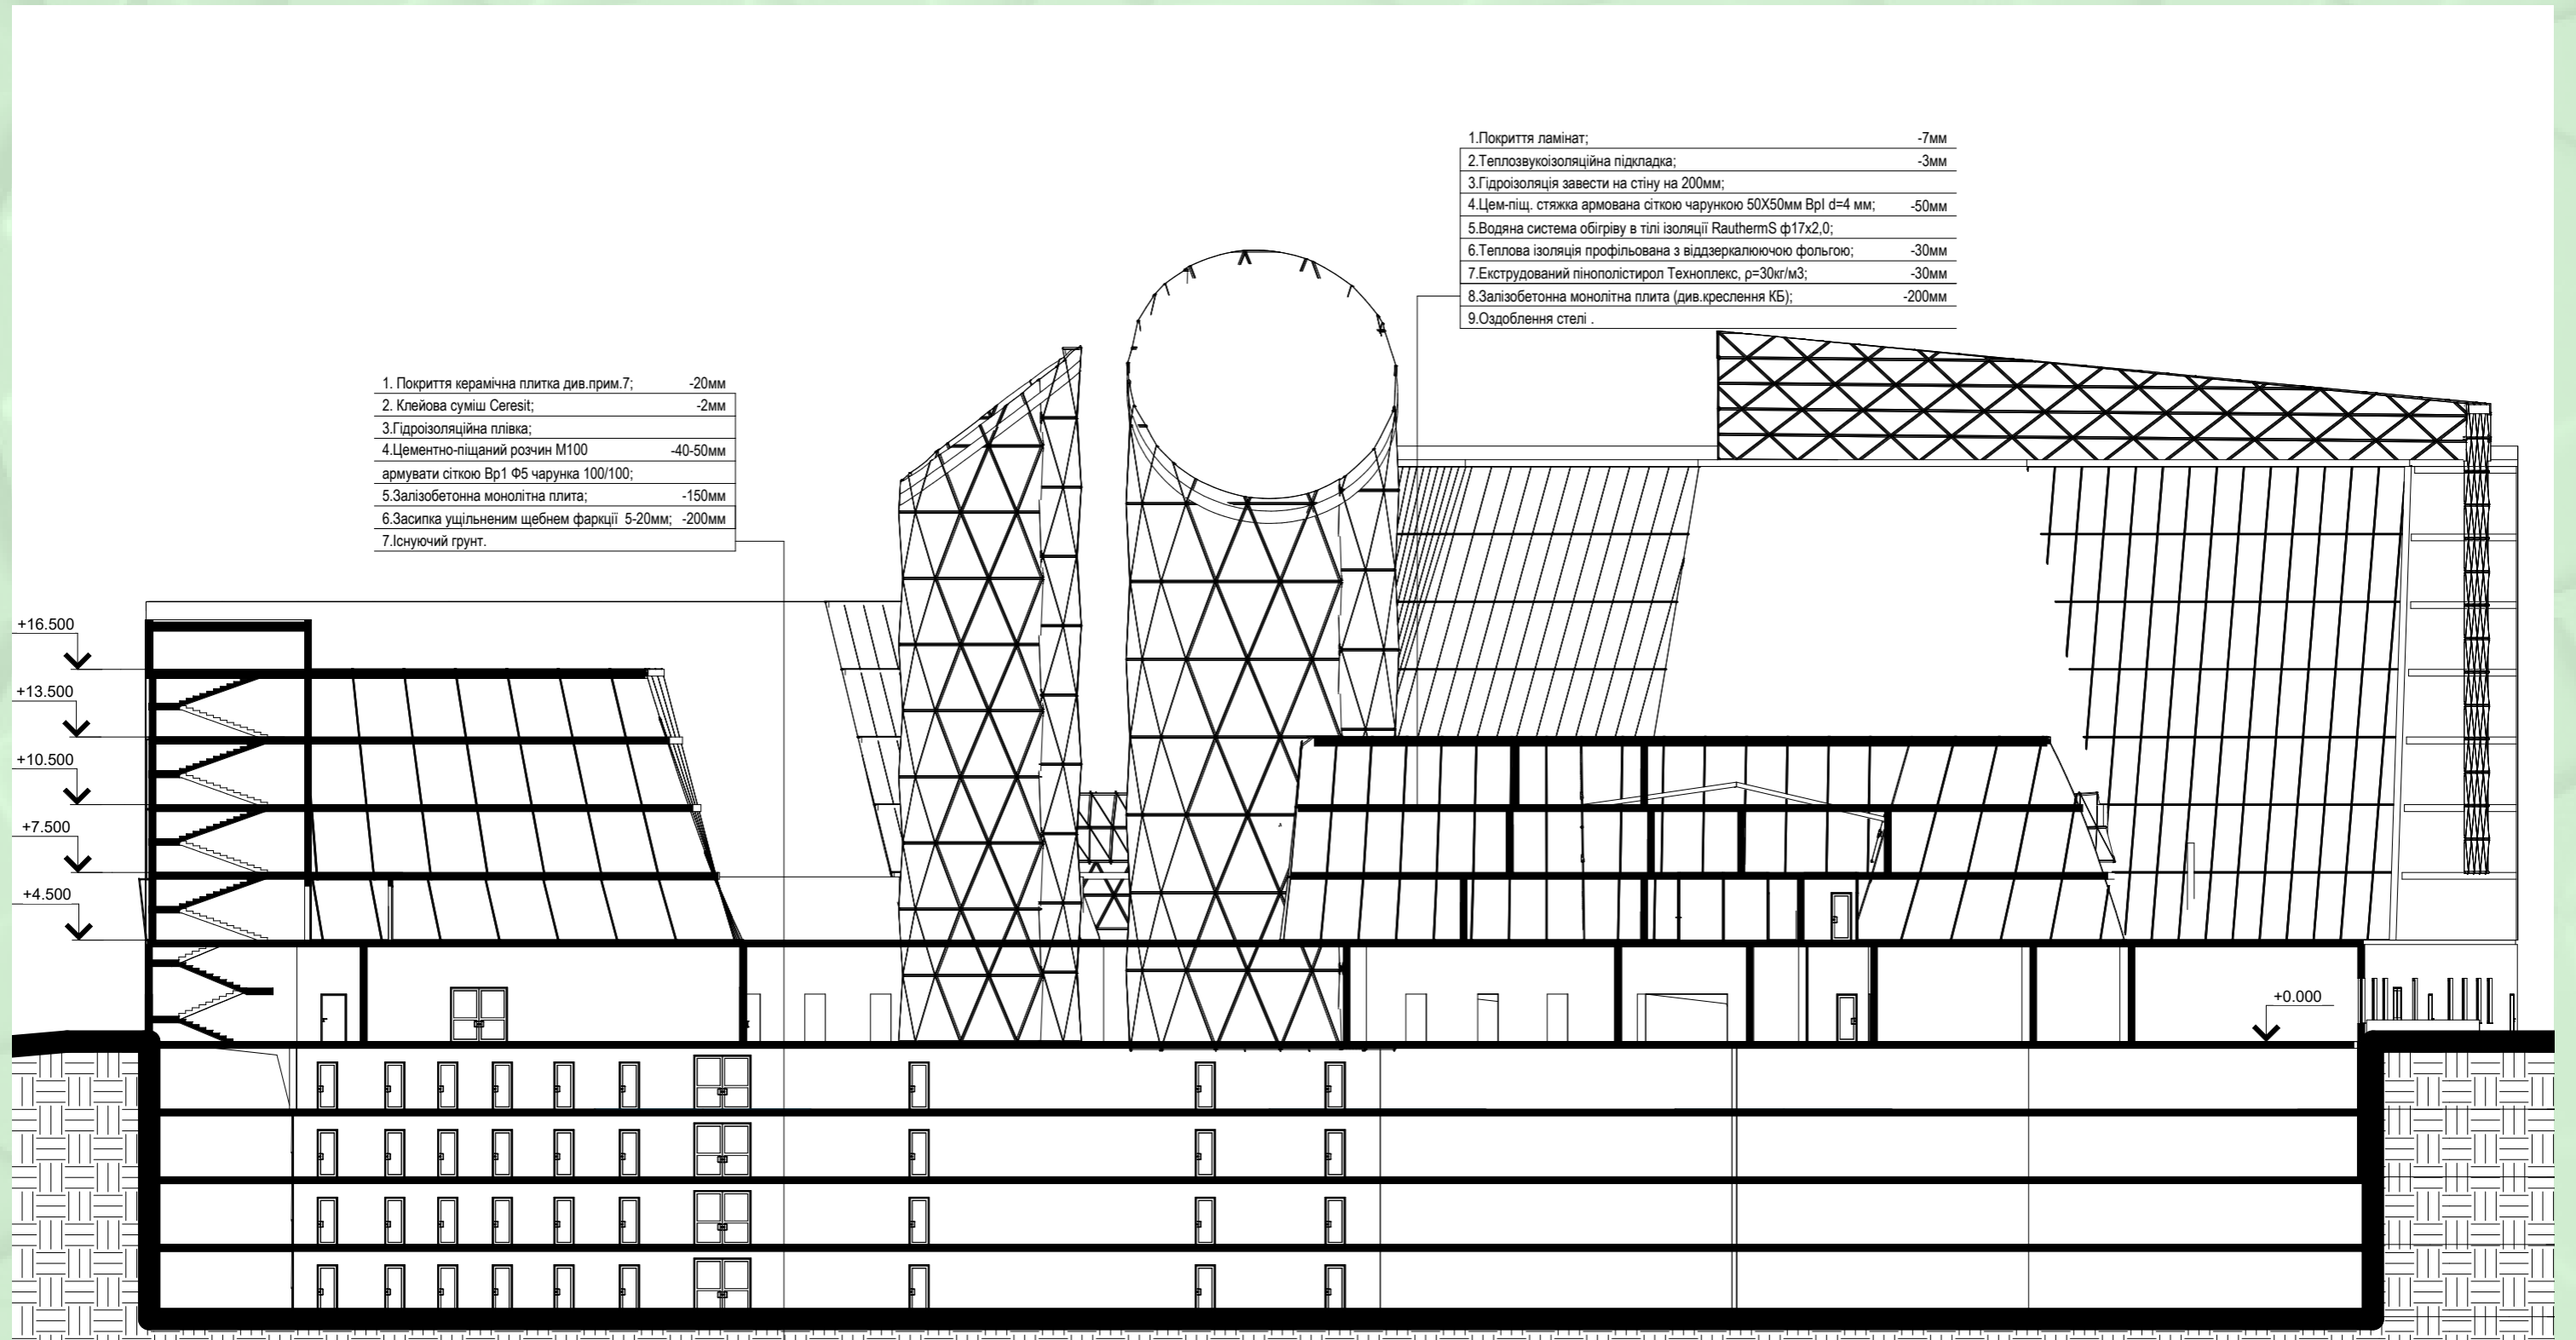 1.Покриття ламінат; -7мм
2.Теплозвукоізоляційна підкладка; -3мм
3.Гідроізоляція завести на стіну на 200мм;
4.Цем-піщ. стяжка армована сіткою чарункою 50Х50мм ВрІ d=4 мм; -50мм
5.Водяна система обігріву в тілі ізоляції RauthermS ф17х2,0;
6.Теплова ізоляція профільована з віддзеркалюючою фольгою; -30мм
7.Екструдований пінополістирол Техноплекс, ρ=30кг/м3; -30мм
8.Залізобетонна монолітна плита (див.креслення КБ); -200мм
9.Оздоблення стелі .
1. Покриття керамічна плитка див.прим.7; -20мм
2. Клейова суміш Ceresit; -2мм
3.Гідроізоляційна плівка;
4.Цементно-піщаний розчин М100 -40-50мм
армувати сіткою Вр1 Ф5 чарунка 100/100;
5.Залізобетонна монолітна плита; -150мм
6.Засипка ущільненим щебнем фаркції 5-20мм; -200мм
7.Існуючий грунт.
+16.500
+13.500
+10.500
+7.500
+4.500
+0.000